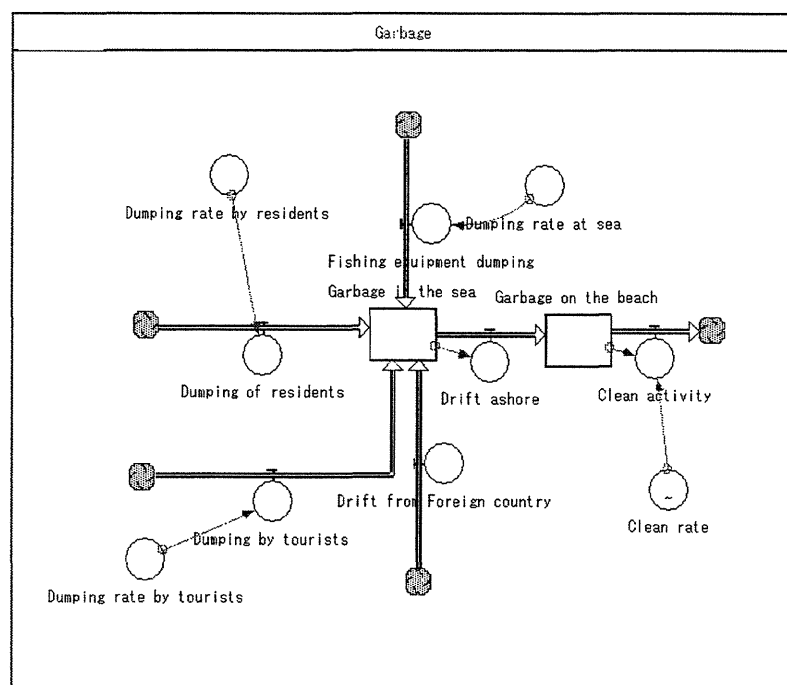 Garbage
Dumping rate by residents
Dumping rate at sea
Fishing equipment dumping
Garbage in the sea
Garbage on the beach
Dumping of residents
Drift ashore
Clean activity
Drift from Foreign country
Clean rate
Dumping by tourists
Dumping rate by tourists
~